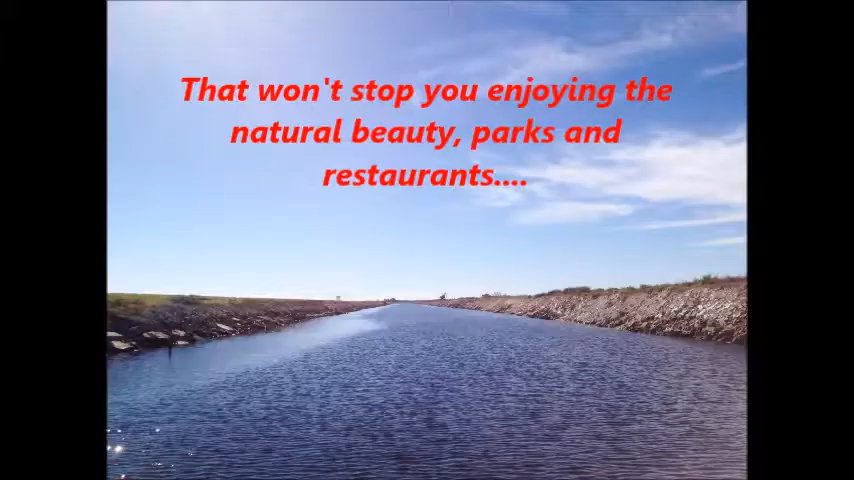 That won't stop you enjoying the
natural beauty, parks and
restaurants....